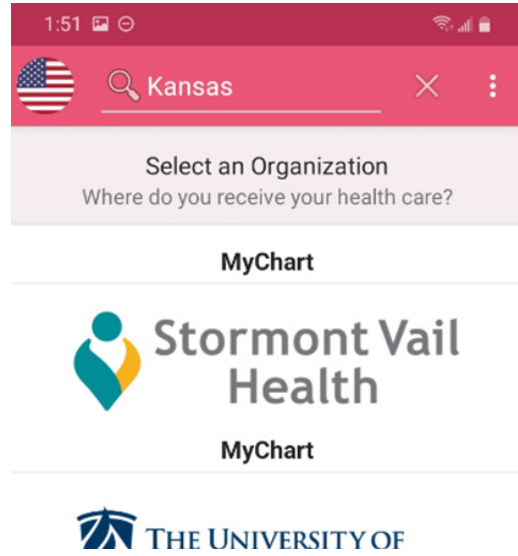 1:51
Kansas
Select an Organization
Where do you receive your health care?
MyChart
Stormont Vail
Health
MyChart
THE UNIVERSITY OF